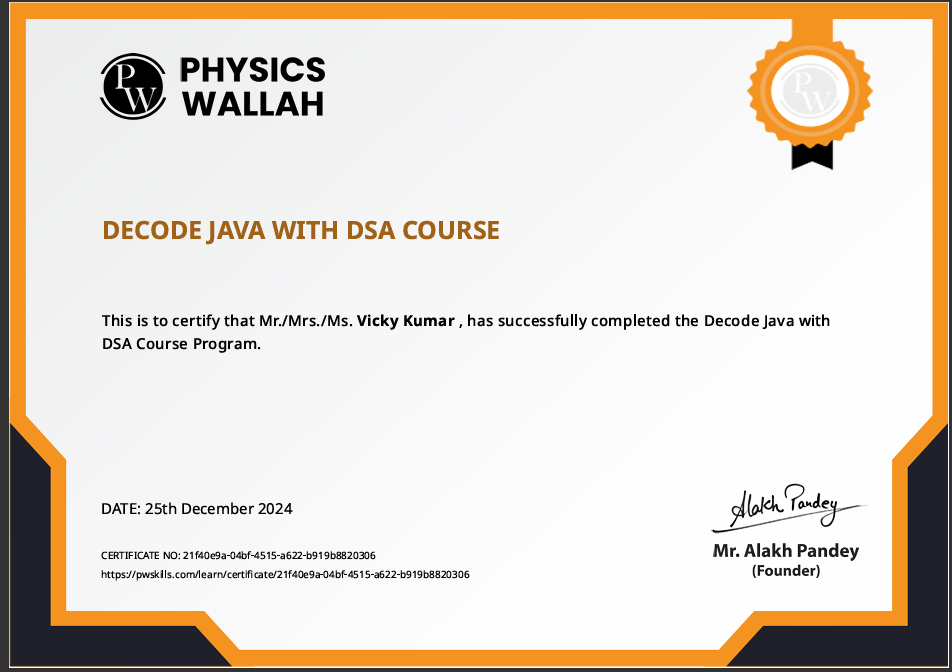 PW
PHYSICS
WALLAH
PW
DECODE JAVA WITH DSA COURSE
This is to certify that Mr./Mrs./Ms. Vicky Kumar , has successfully completed the Decode Java with
DSA Course Program.
DATE: 25th December 2024
CERTIFICATE NO: 21f40e9a-04bf-4515-a622-b919b8820306
https://pwskills.com/learn/certificate/21f40e9a-04bf-4515-a622-b919b8820306
Alakh Pandey
Mr. Alakh Pandey
(Founder)